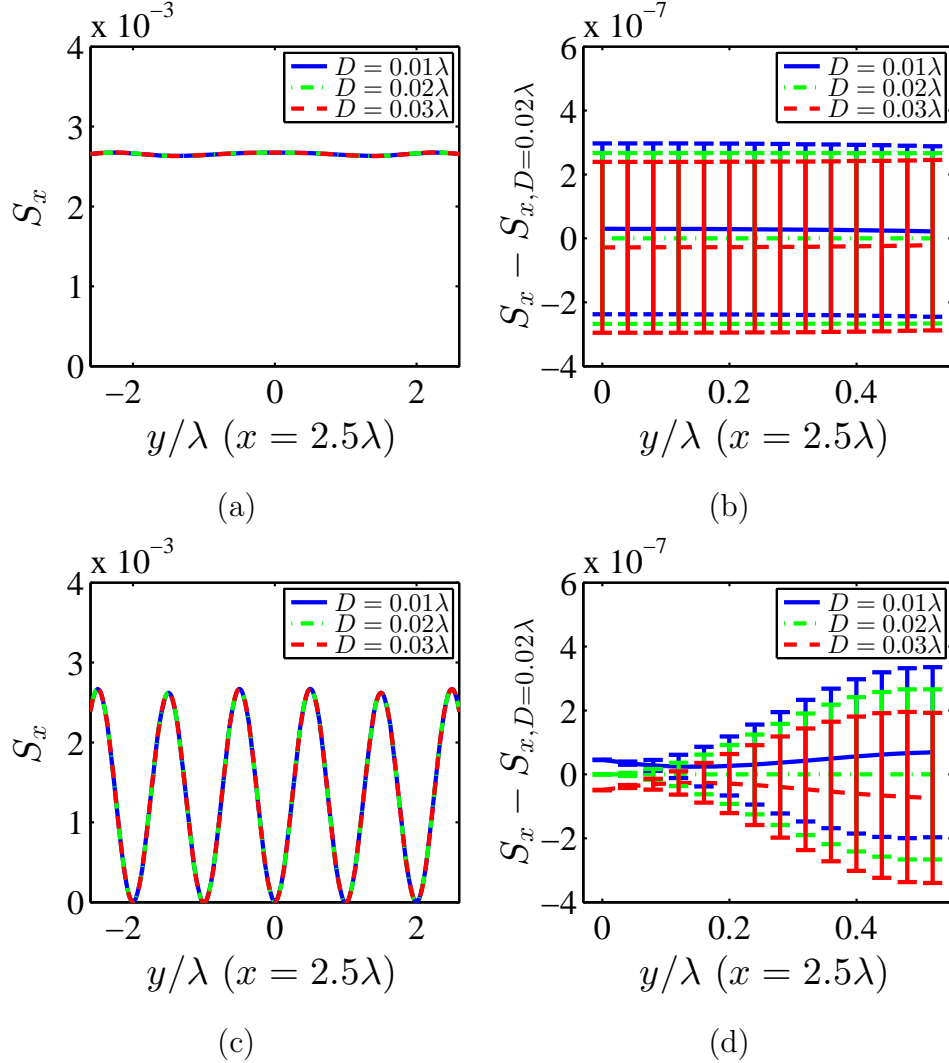 x 10⁻³
4
3
2
1
0
S_x
−2 0 2
y/λ (x = 2.5λ)
D = 0.01λ
D = 0.02λ
D = 0.03λ
(a)
x 10⁻⁷
6
4
2
0
−2
−4
S_x − S_{x,D=0.02λ}
0 0.2 0.4
y/λ (x = 2.5λ)
D = 0.01λ
D = 0.02λ
D = 0.03λ
(b)
x 10⁻³
4
3
2
1
0
S_x
−2 0 2
y/λ (x = 2.5λ)
D = 0.01λ
D = 0.02λ
D = 0.03λ
(c)
x 10⁻⁷
6
4
2
0
−2
−4
S_x − S_{x,D=0.02λ}
0 0.2 0.4
y/λ (x = 2.5λ)
D = 0.01λ
D = 0.02λ
D = 0.03λ
(d)